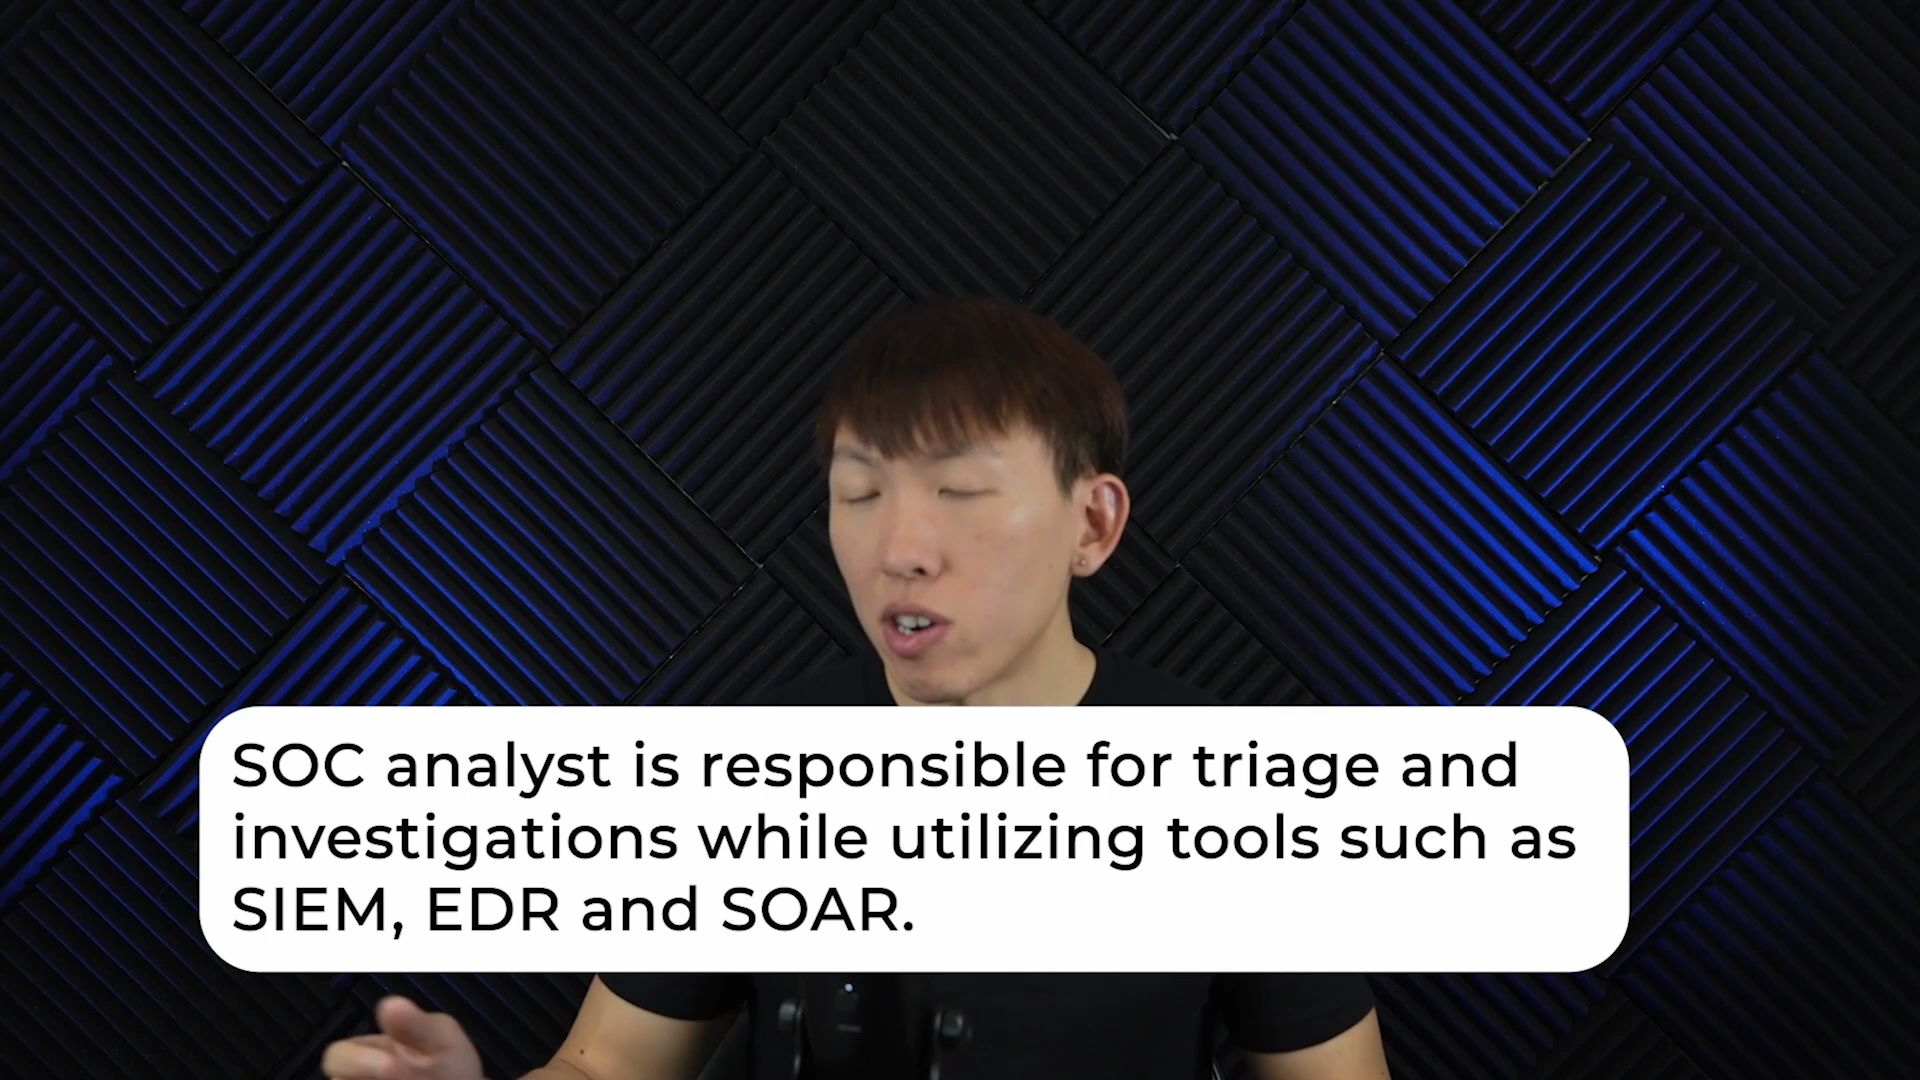 SOC analyst is responsible for triage and
investigations while utilizing tools such as
SIEM, EDR and SOAR.